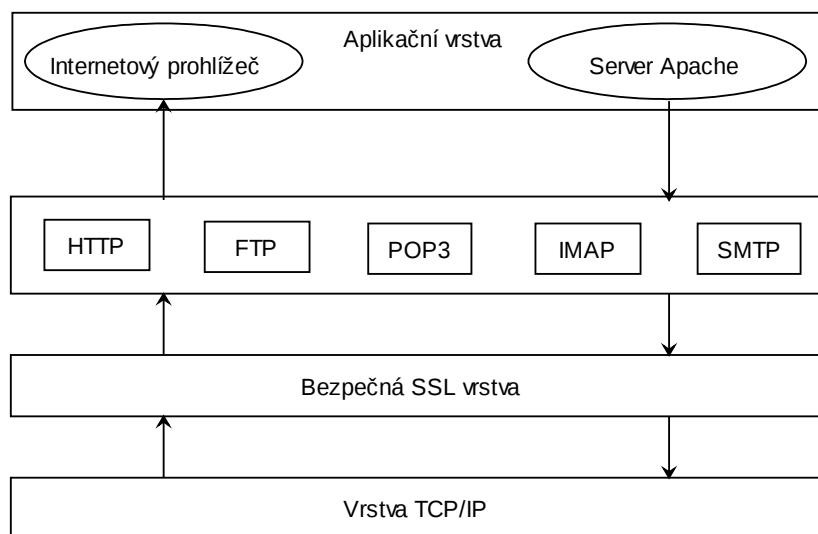 Aplikační vrstva
Internetový prohlížeč
Server Apache
HTTP
FTP
POP3
IMAP
SMTP
Bezpečná SSL vrstva
Vrstva TCP/IP